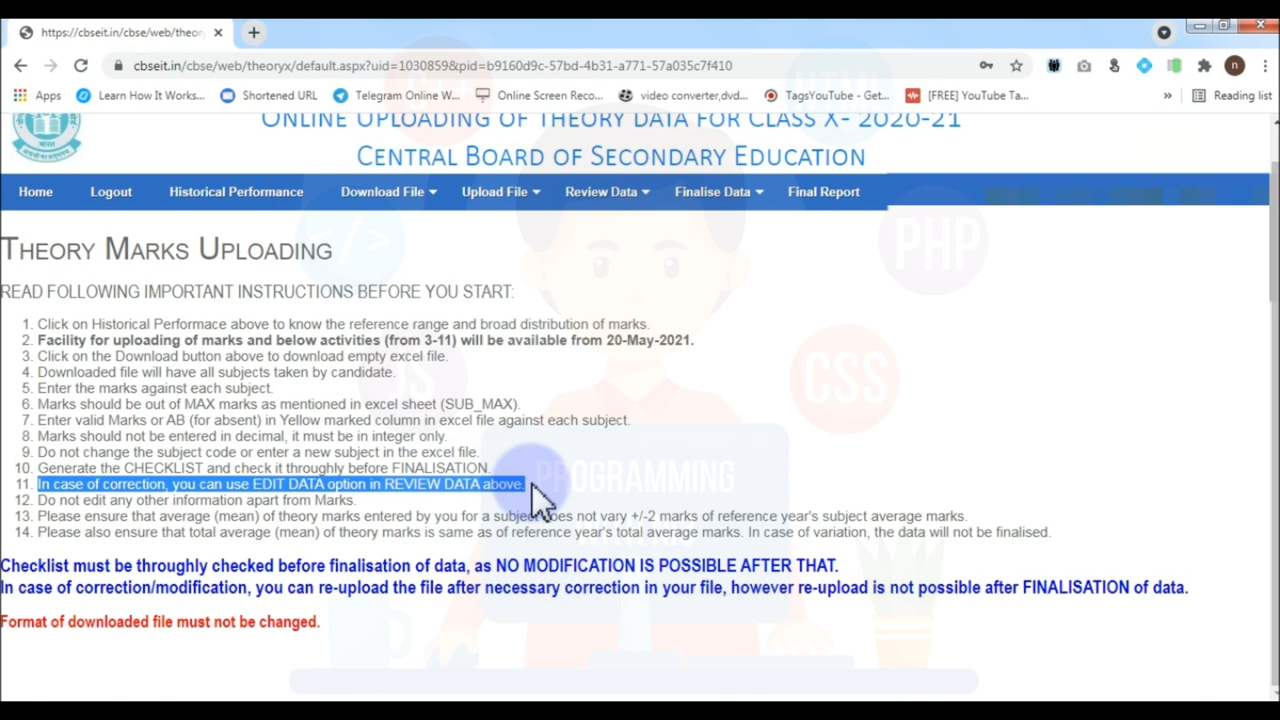 https://cbseit.in/cbse/web/theor
cbseit.in/cbse/web/theoryx/default.aspx?uid=1030859&pid=b9160d9c-57bd-4b31-a771-57a035c7f410
n
Apps Learn How It Works... Shortened URL Telegram Online W... Online Screen Reco... video converter,dvd... TagsYouTube - Get... [FREE] YouTube Ta... » Reading list
ONLINE UPLOADING OF THEORY DATA FOR CLASS X- 2020-21
CENTRAL BOARD OF SECONDARY EDUCATION
भारत
Home Logout Historical Performance Download File Upload File Review Data Finalise Data Final Report
THEORY MARKS UPLOADING
READ FOLLOWING IMPORTANT INSTRUCTIONS BEFORE YOU START:
1. Click on Historical Performace above to know the reference range and broad distribution of marks.
2. Facility for uploading of marks and below activities (from 3-11) will be available from 20-May-2021.
3. Click on the Download button above to download empty excel file.
4. Downloaded file will have all subjects taken by candidate.
5. Enter the marks against each subject.
6. Marks should be out of MAX marks as mentioned in excel sheet (SUB_MAX).
7. Enter valid Marks or AB (for absent) in Yellow marked column in excel file against each subject.
8. Marks should not be entered in decimal, it must be in integer only.
9. Do not change the subject code or enter a new subject in the excel file.
10. Generate the CHECKLIST and check it throughly before FINALISATION.
11. In case of correction, you can use EDIT DATA option in REVIEW DATA above.
12. Do not edit any other information apart from Marks.
13. Please ensure that average (mean) of theory marks entered by you for a subject does not vary +/-2 marks of reference year's subject average marks.
14. Please also ensure that total average (mean) of theory marks is same as of reference year's total average marks. In case of variation, the data will not be finalised.
Checklist must be throughly checked before finalisation of data, as NO MODIFICATION IS POSSIBLE AFTER THAT.
In case of correction/modification, you can re-upload the file after necessary correction in your file, however re-upload is not possible after FINALISATION of data.
Format of downloaded file must not be changed.
HTML
</>
PHP
JS
CSS
PROGRAMMING